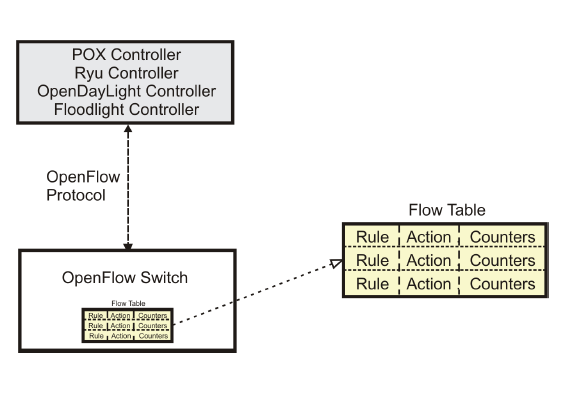 POX Controller
Ryu Controller
OpenDayLight Controller
Floodlight Controller
OpenFlow
Protocol
OpenFlow Switch
Flow Table
Rule Action Counters
Rule Action Counters
Rule Action Counters
Flow Table
Rule Action Counters
Rule Action Counters
Rule Action Counters